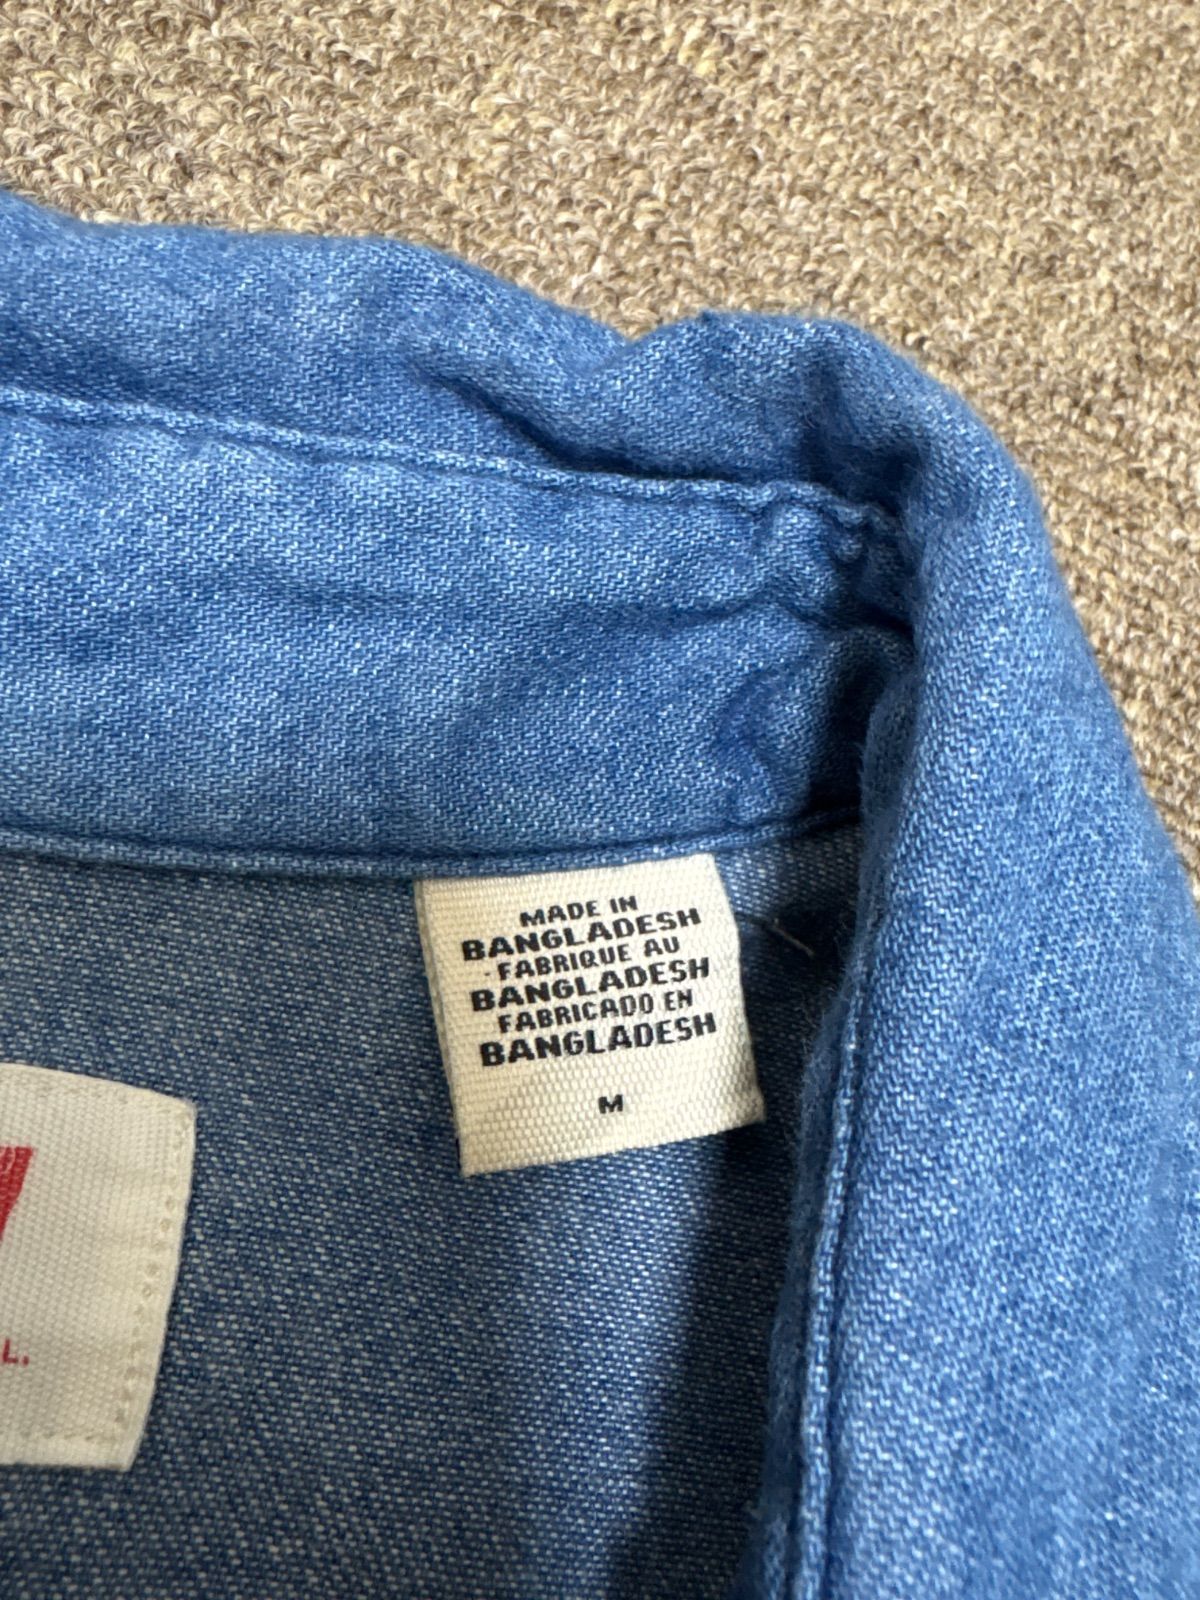 MADE IN
BANGLADESH
FABRIQUE AU
BANGLADESH
FABRICADO EN
BANGLADESH
M
L.